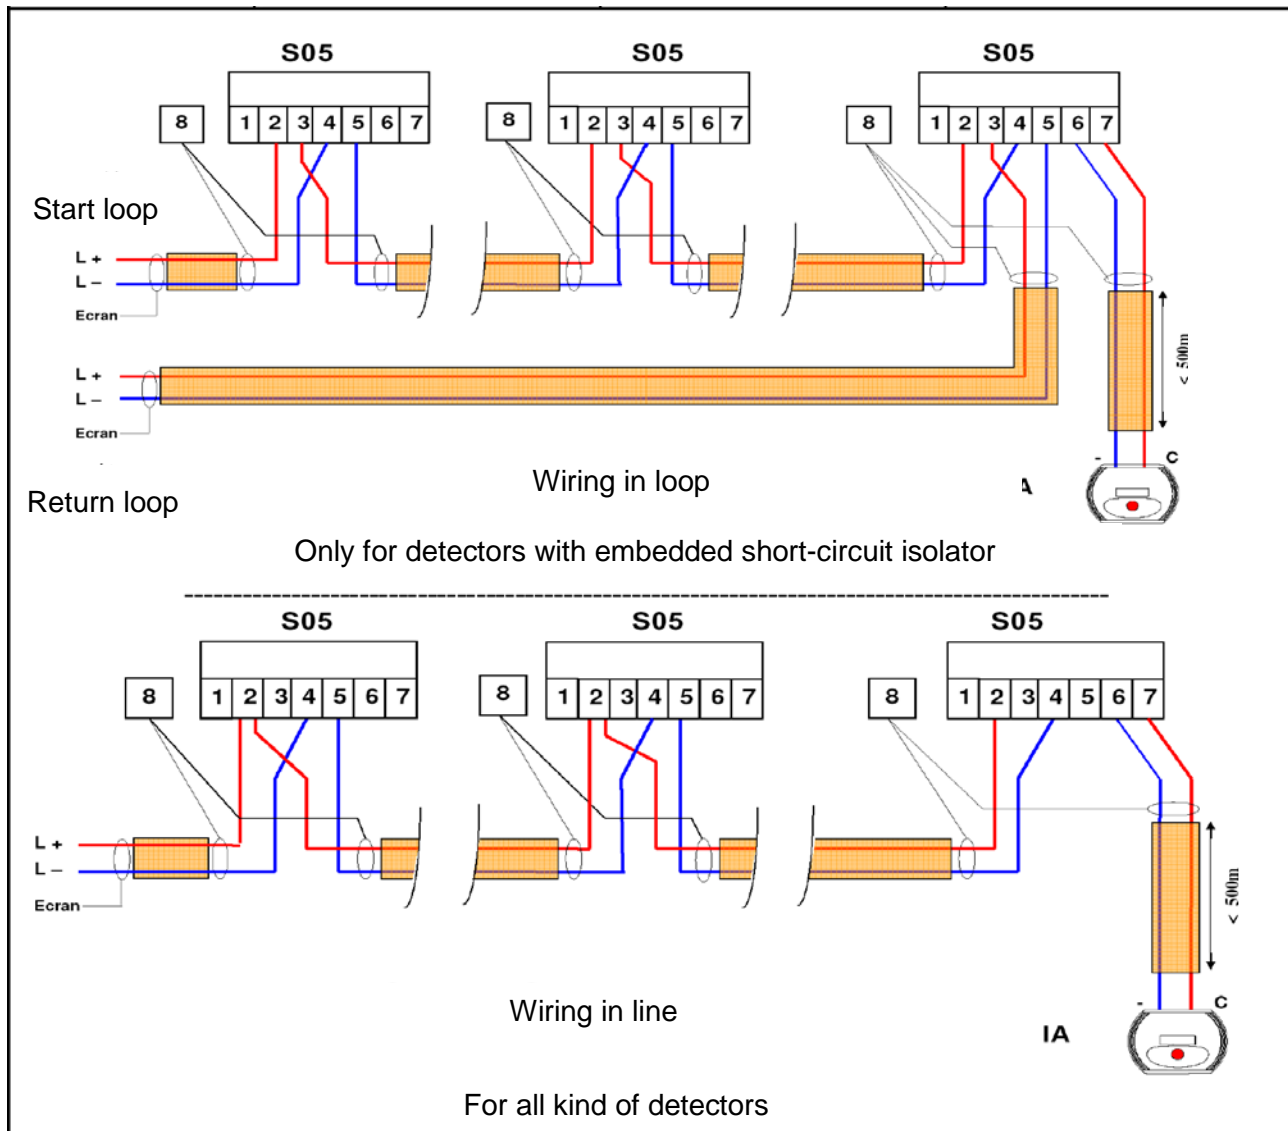 S05 S05 S05
8 1 2 3 4 5 6 7 8 1 2 3 4 5 6 7 8 1 2 3 4 5 6 7
Start loop
L +
L –
Ecran
< 500m
L +
L –
Ecran
- C
Return loop
Wiring in loop
A
Only for detectors with embedded short-circuit isolator
S05 S05 S05
8 1 2 3 4 5 6 7 8 1 2 3 4 5 6 7 8 1 2 3 4 5 6 7
L +
L –
Ecran
< 500m
- C
Wiring in line
IA
For all kind of detectors